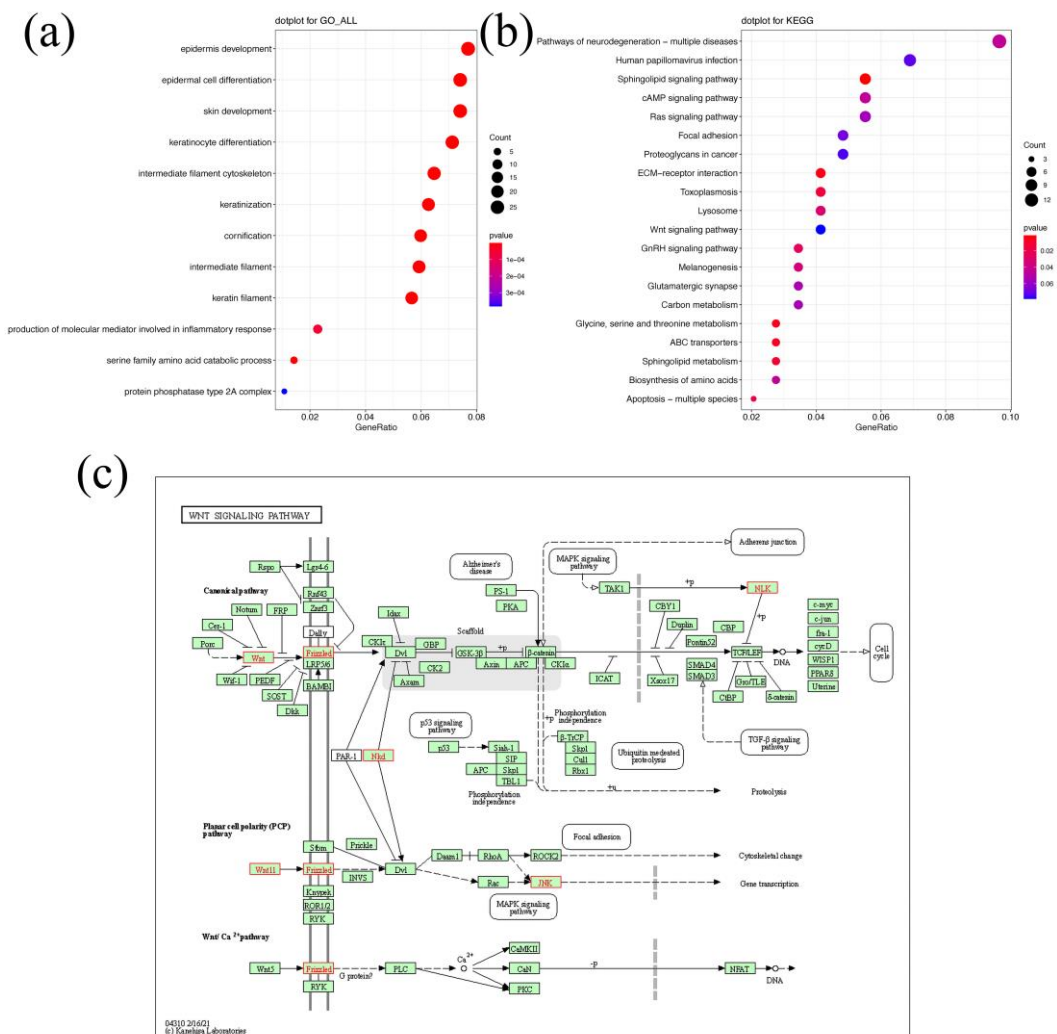 (a)
dotplot for GO_ALL
epidermis development
epidermal cell differentiation
skin development
keratinocyte differentiation
intermediate filament cytoskeleton
keratinization
cornification
intermediate filament
keratin filament
production of molecular mediator involved in inflammatory response
serine family amino acid catabolic process
protein phosphatase type 2A complex
0.02 0.04 0.06 0.08
GeneRatio
Count
5
10
15
20
25
pvalue
1e−04
2e−04
3e−04
(b)
dotplot for KEGG
Pathways of neurodegeneration − multiple diseases
Human papillomavirus infection
Sphingolipid signaling pathway
cAMP signaling pathway
Ras signaling pathway
Focal adhesion
Proteoglycans in cancer
ECM−receptor interaction
Toxoplasmosis
Lysosome
Wnt signaling pathway
GnRH signaling pathway
Melanogenesis
Glutamatergic synapse
Carbon metabolism
Glycine, serine and threonine metabolism
ABC transporters
Sphingolipid metabolism
Biosynthesis of amino acids
Apoptosis − multiple species
0.02 0.04 0.06 0.08 0.10
GeneRatio
Count
3
6
9
12
pvalue
0.02
0.04
0.06
(c)
WNT SIGNALING PATHWAY
Canonical pathway
Rspo
Lgr4-6
Rnf43
Znrf3
Notum
FRP
Cer-1
Porc
Dally
Wnt
Frizzled
LRP5/6
Wif-1
PEDF
SOST
Dkk
BAMBI
Idax
CKIε
GBP
Dvl
CK2
Axam
Scaffold
GSK-3β
+p
β-catenin
Axin
APC
CK1α
Alzheimer's
disease
PS-1
PKA
MAPK signaling
pathway
Adherens junction
TAK1
+p
NLK
+p
CBY1
Duplin
CBP
Pontin52
TCF/LEF
DNA
ICAT
Xsox17
SMAD4
SMAD3
Gro/TLE
CtBP
δ-catenin
c-myc
c-jun
fra-1
cycD
WISP1
PPARδ
Uterine
Cell
cycle
TGF-β signaling
pathway
p53 signaling
pathway
p53
Siah-1
SIP
APC
Skp1
TBL1
Phosphorylation
independence
Phosphorylation
independence
+p
β-TrCP
Skp1
Cul1
Rbx1
Ubiquitin mediated
proteolysis
+u
Proteolysis
PAR-1
Nkd
Planar cell polarity (PCP)
pathway
Stbm
Prickle
Wnt11
Frizzled
INVS
Dvl
Knypek
ROR1/2
RYK
Daam1
RhoA
ROCK2
Rac
JNK
Focal adhesion
MAPK signaling
pathway
Cytoskeletal change
Gene transcription
Wnt/ Ca 2+ pathway
Wnt5
Frizzled
RYK
G protein?
PLC
Ca2+
CaMKII
CaN
PKC
-p
NFAT
DNA
04310 2/16/21
(c) Kanehisa Laboratories